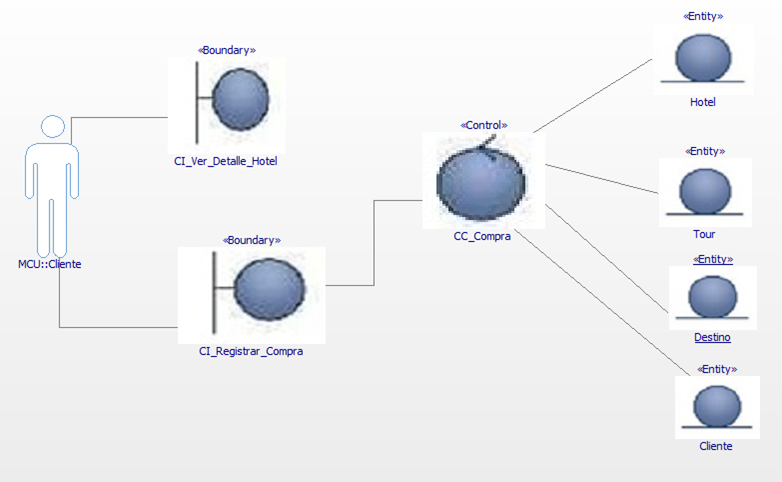 «Entity»
Hotel
«Boundary»
CI_Ver_Detalle_Hotel
«Control»
CC_Compra
«Entity»
Tour
MCU::Cliente
«Boundary»
CI_Registrar_Compra
«Entity»
Destino
«Entity»
Cliente